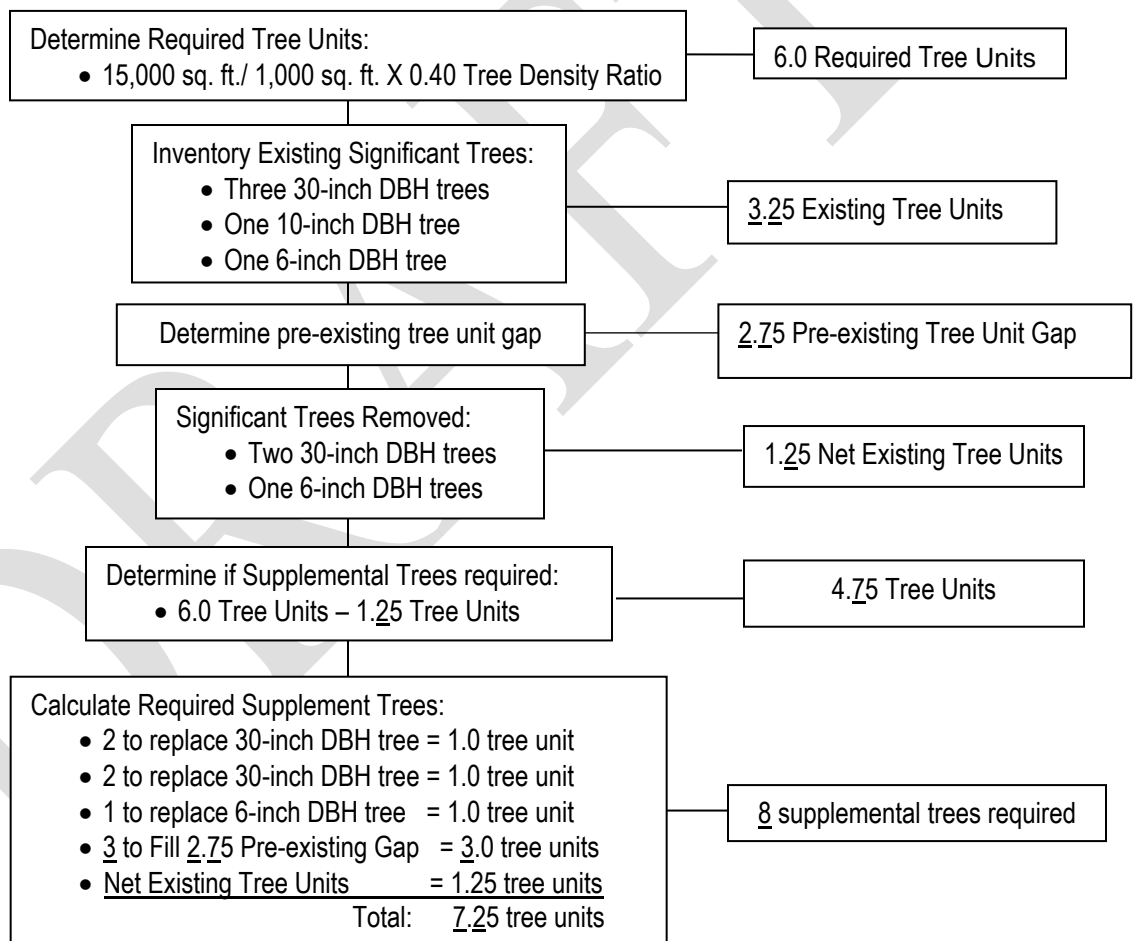 Determine Required Tree Units:
• 15,000 sq. ft./ 1,000 sq. ft. X 0.40 Tree Density Ratio
6.0 Required Tree Units
Inventory Existing Significant Trees:
• Three 30-inch DBH trees
• One 10-inch DBH tree
• One 6-inch DBH tree
3.25 Existing Tree Units
Determine pre-existing tree unit gap
2.75 Pre-existing Tree Unit Gap
Significant Trees Removed:
• Two 30-inch DBH trees
• One 6-inch DBH trees
1.25 Net Existing Tree Units
Determine if Supplemental Trees required:
• 6.0 Tree Units – 1.25 Tree Units
4.75 Tree Units
Calculate Required Supplement Trees:
• 2 to replace 30-inch DBH tree = 1.0 tree unit
• 2 to replace 30-inch DBH tree = 1.0 tree unit
• 1 to replace 6-inch DBH tree = 1.0 tree unit
• 3 to Fill 2.75 Pre-existing Gap = 3.0 tree units
• Net Existing Tree Units = 1.25 tree units
Total: 7.25 tree units
8 supplemental trees required
DRAFT